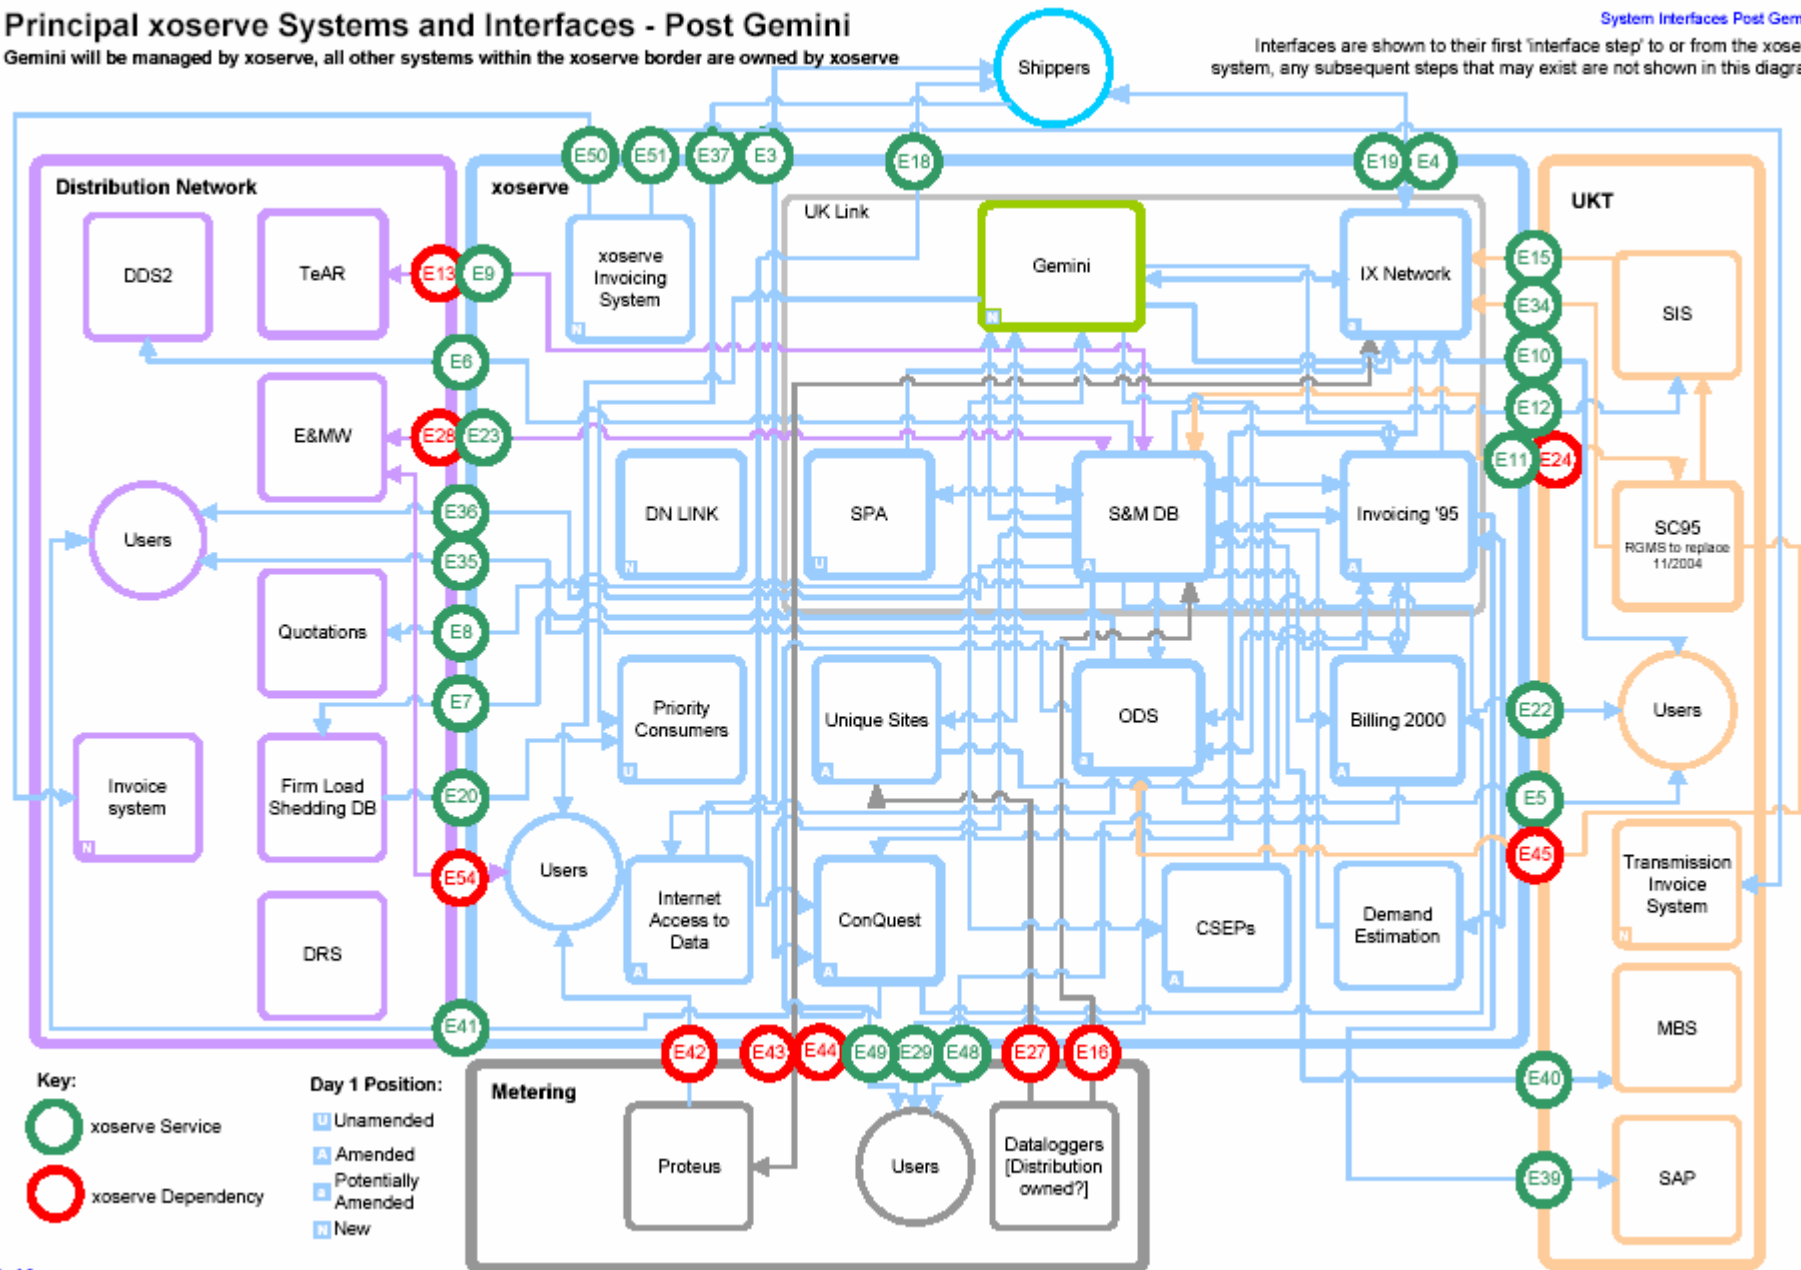 Principal xoserve Systems and Interfaces - Post Gemini
Gemini will be managed by xoserve, all other systems within the xoserve border are owned by xoserve
System Interfaces Post Gem
Interfaces are shown to their first 'interface step' to or from the xose
system, any subsequent steps that may exist are not shown in this diagra
Shippers
E50
E51
E37
E3
E18
E19
E4
Distribution Network
xoserve
UK Link
UKT
DDS2
TeAR
E13
E9
xoserve
Invoicing
System
N
Gemini
N
IX Network
a
E15
E34
SIS
E6
E10
E12
E&MW
E28
E23
E11
E24
E36
Users
E35
DN LINK
N
SPA
U
S&M DB
A
Invoicing '95
A
SC95
RGMS to replace
11/2004
Quotations
E8
E7
Priority
Consumers
U
Unique Sites
A
ODS
a
Billing 2000
A
E22
Users
Invoice
system
N
Firm Load
Shedding DB
E20
E5
E54
Users
E45
Internet
Access to
Data
A
ConQuest
A
CSEPs
A
Demand
Estimation
Transmission
Invoice
System
N
DRS
E41
MBS
E42
E43
E44
E49
E29
E48
E27
E16
E40
Metering
Proteus
Users
Dataloggers
[Distribution
owned?]
E39
SAP
Key:
xoserve Service
xoserve Dependency
Day 1 Position:
U Unamended
A Amended
a Potentially
Amended
N New